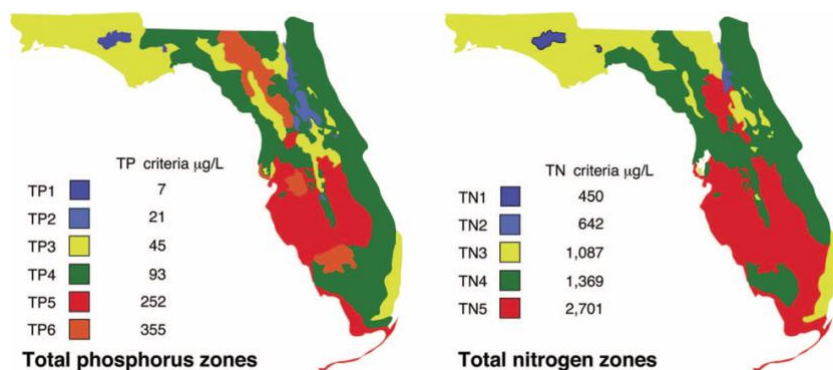 TP criteria μg/L
TP1 7
TP2 21
TP3 45
TP4 93
TP5 252
TP6 355
Total phosphorus zones
TN criteria μg/L
TN1 450
TN2 642
TN3 1,087
TN4 1,369
TN5 2,701
Total nitrogen zones